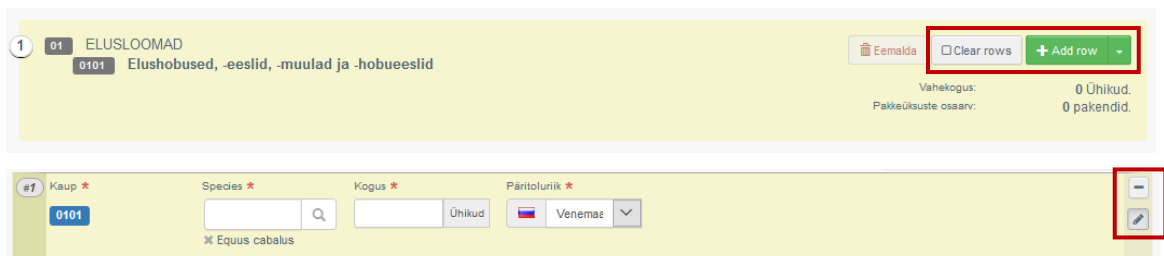 1 01 ELUSLOOMAD
0101 Elushobused, -eeslid, -muulad ja -hobueeslid
Eemalda Clear rows + Add row
Vahekogus: 0 Ühikud.
Pakkeüksuste osaarv: 0 pakendid.
#1 Kaup * Species * Kogus * Päritoluriik *
0101 Ühikud Venemaa
Equus cabalus